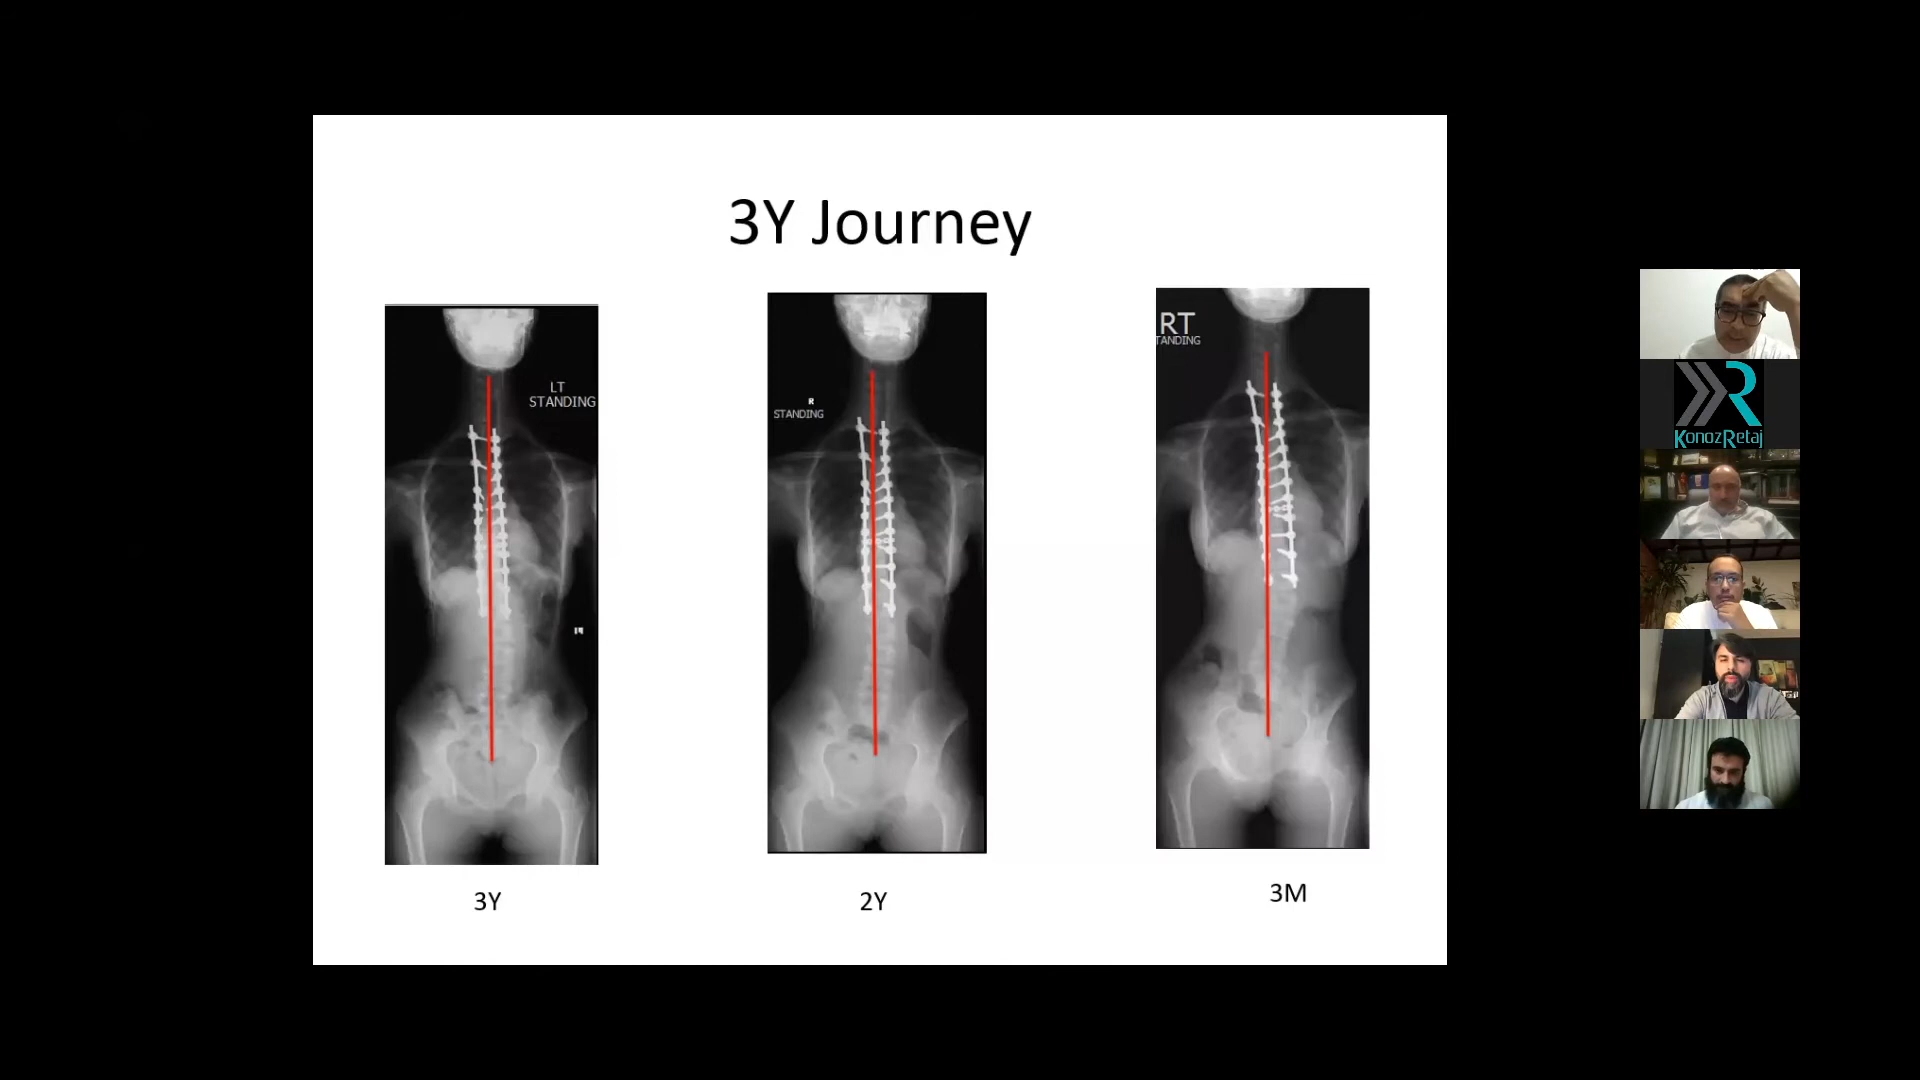 3Y Journey
LT
STANDING
R
STANDING
RT
TANDING
3Y
2Y
3M
KonozRetaj